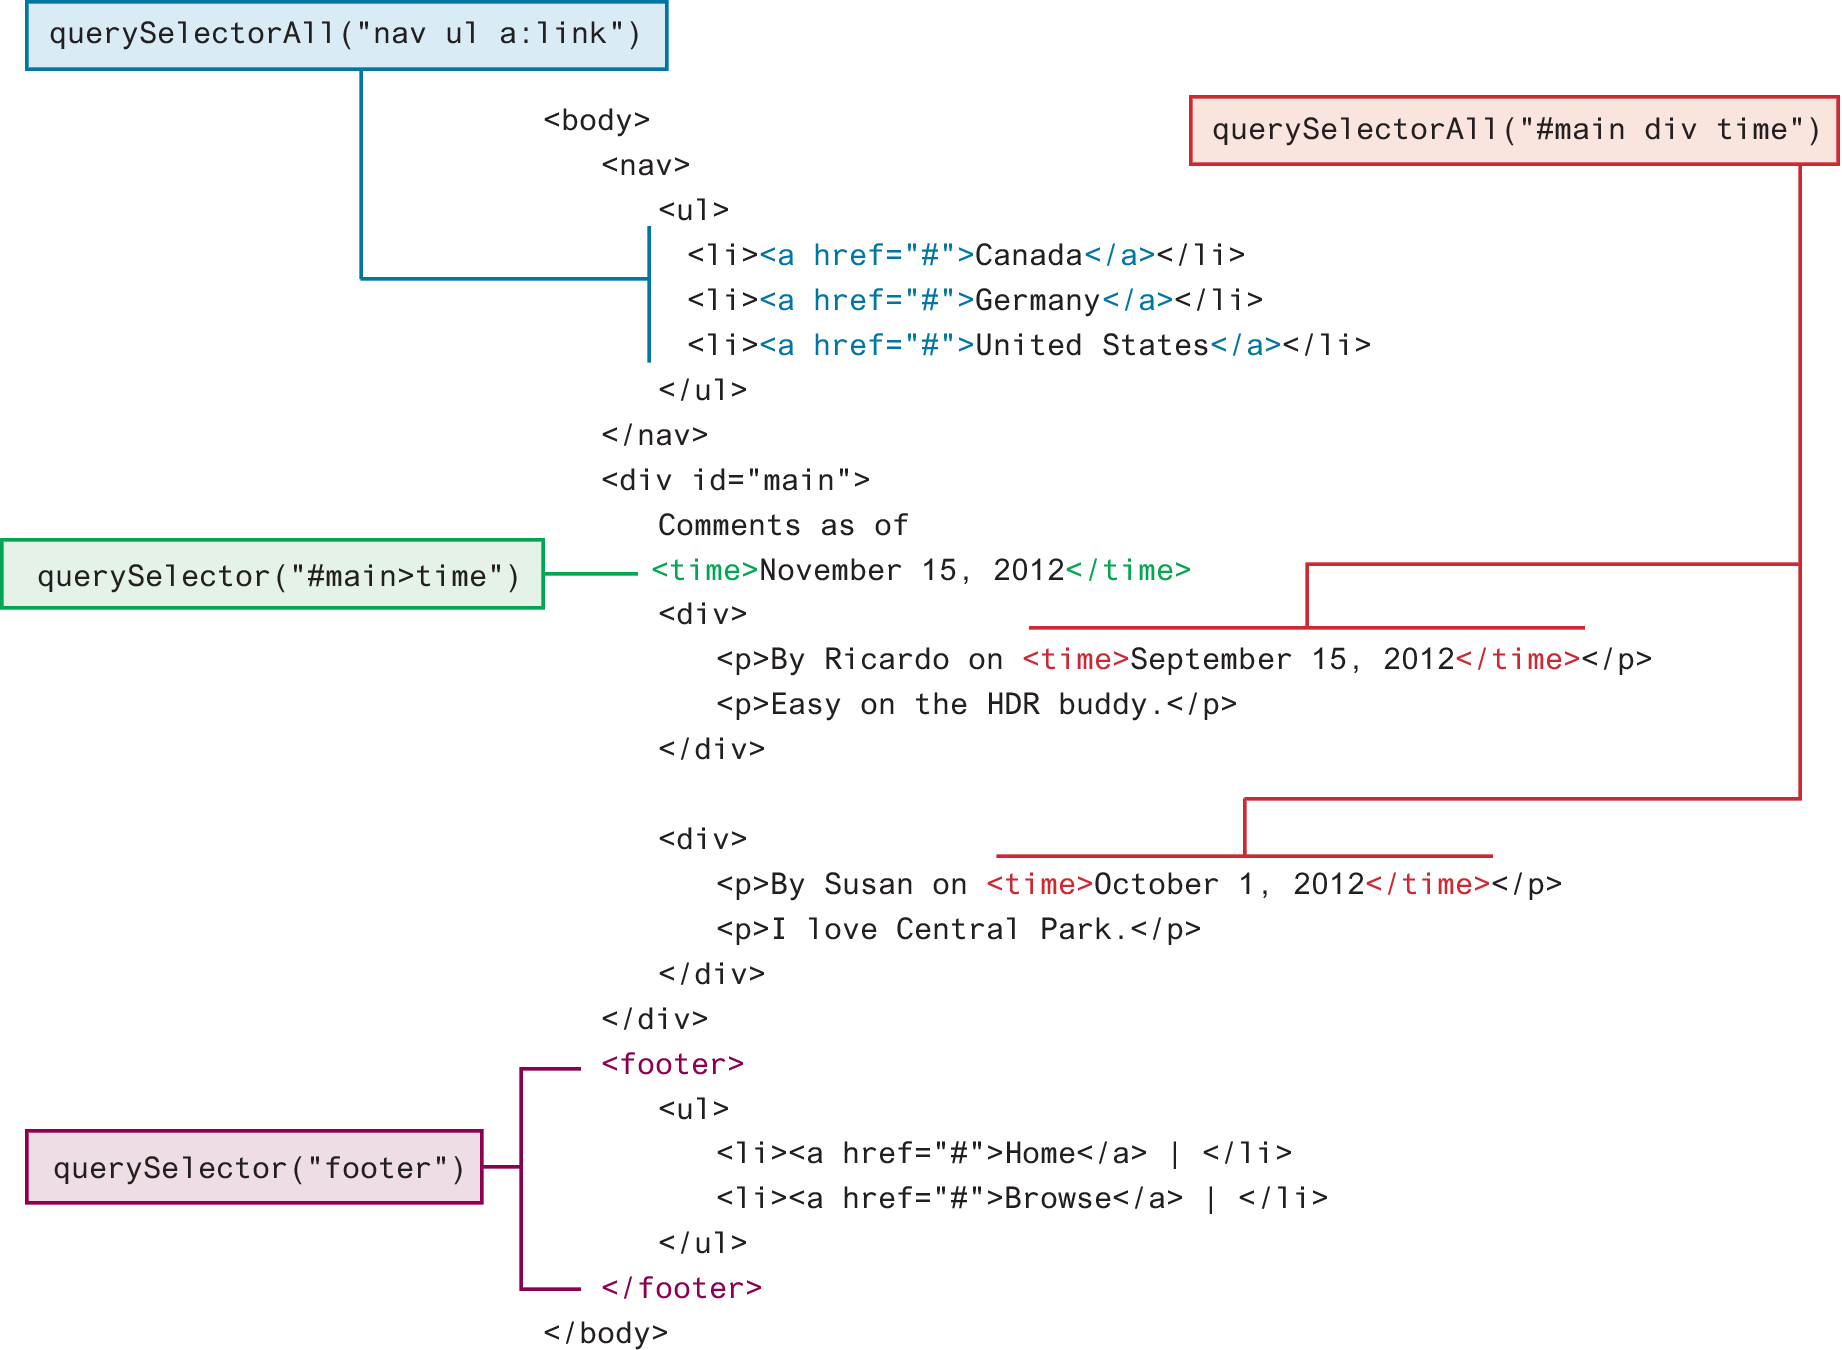 querySelectorAll("nav ul a:link")
<body>
querySelectorAll("#main div time")
<nav>
<ul>
<li><a href="#">Canada</a></li>
<li><a href="#">Germany</a></li>
<li><a href="#">United States</a></li>
</ul>
</nav>
<div id="main">
Comments as of
querySelector("#main>time")
<time>November 15, 2012</time>
<div>
<p>By Ricardo on <time>September 15, 2012</time></p>
<p>Easy on the HDR buddy.</p>
</div>
<div>
<p>By Susan on <time>October 1, 2012</time></p>
<p>I love Central Park.</p>
</div>
</div>
<footer>
<ul>
querySelector("footer")
<li><a href="#">Home</a> | </li>
<li><a href="#">Browse</a> | </li>
</ul>
</footer>
</body>